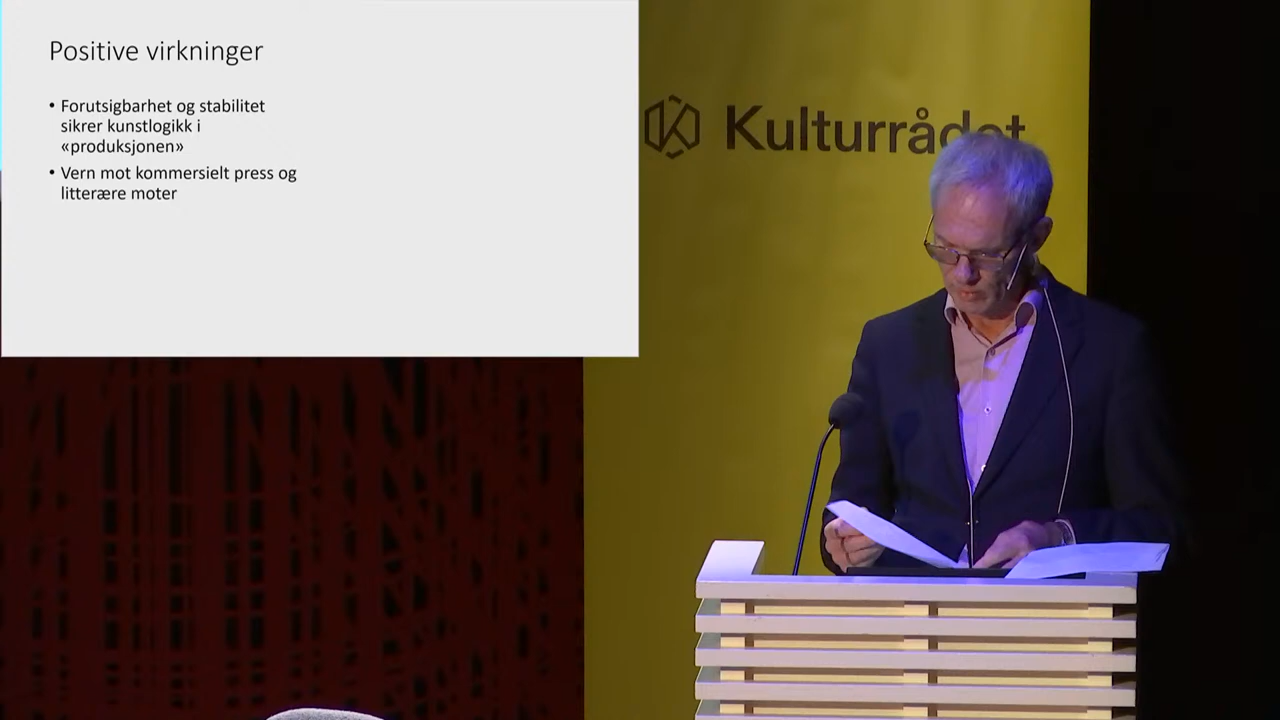 Positive virkninger
• Forutsigbarhet og stabilitet
sikrer kunstlogikk i
«produksjonen»
• Vern mot kommersielt press og
litterære moter
Kulturrådet